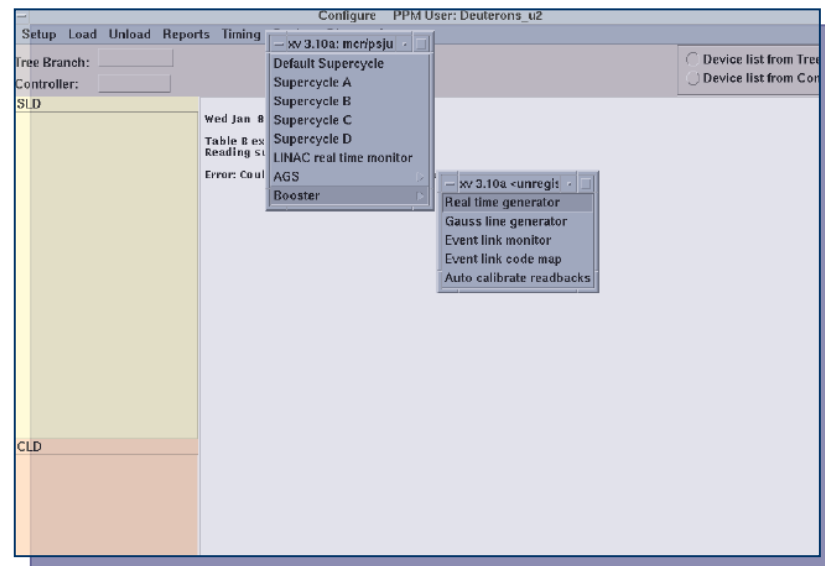 Configure PPM User: Deuterons_u2
Setup Load Unload Reports Timing
xv 3.10a: mcr/psju
Tree Branch:
Controller:
Device list from Tree
Device list from Con
Default Supercycle
Supercycle A
Supercycle B
Supercycle C
Supercycle D
LINAC real time monitor
AGS
Booster
xv 3.10a <unregis
Real time generator
Gauss line generator
Event link monitor
Event link code map
Auto calibrate readbacks
SLD
Wed Jan 8
Table B ex
Reading su
Error: Coul
CLD